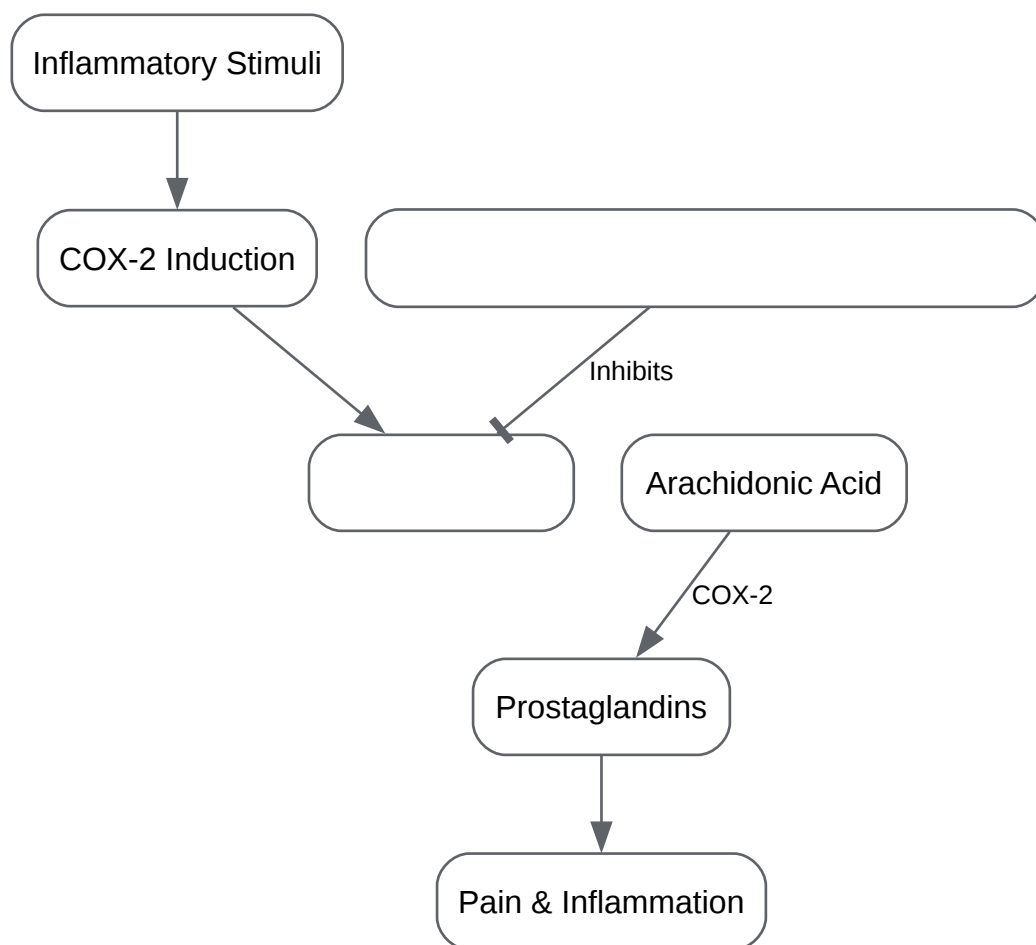 Inflammatory Stimuli
COX-2 Induction
Inhibits
Arachidonic Acid
COX-2
Prostaglandins
Pain & Inflammation